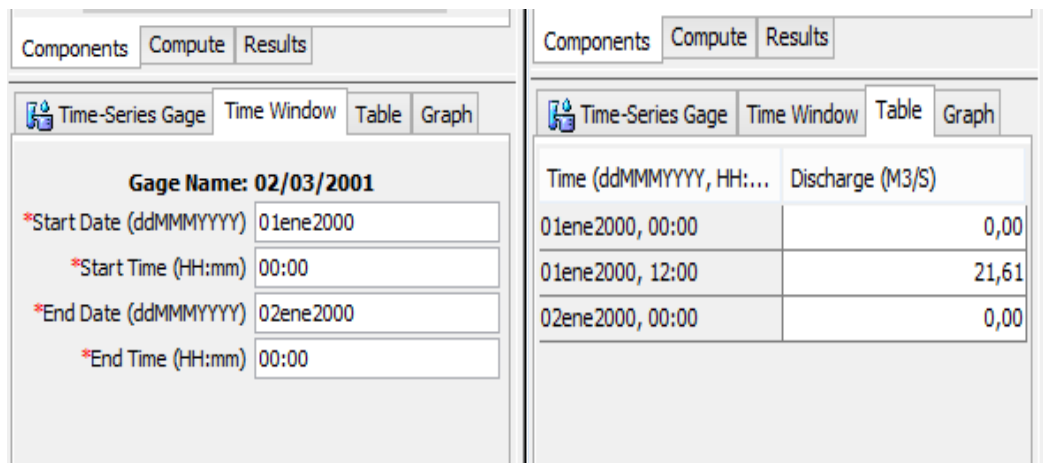 Components Compute Results
Time-Series Gage Time Window Table Graph
Gage Name: 02/03/2001
*Start Date (ddMMMYYYY) 01ene2000
*Start Time (HH:mm) 00:00
*End Date (ddMMMYYYY) 02ene2000
*End Time (HH:mm) 00:00
Components Compute Results
Time-Series Gage Time Window Table Graph
Time (ddMMMYYYY, HH:... Discharge (M3/S)
01ene2000, 00:00 0,00
01ene2000, 12:00 21,61
02ene2000, 00:00 0,00